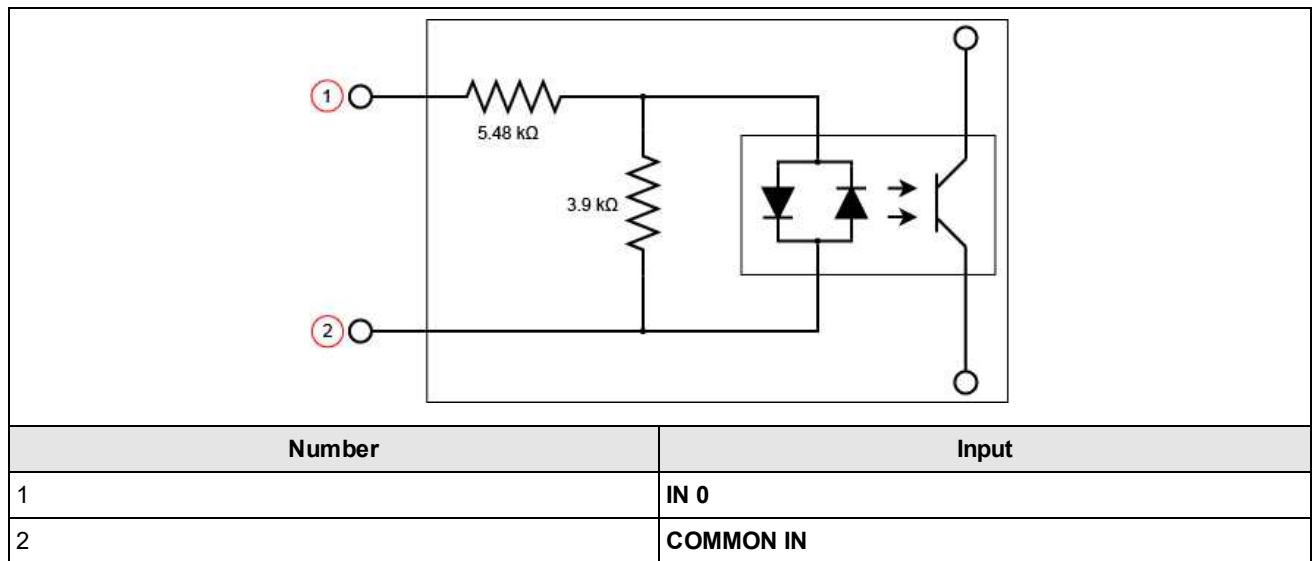 1
5.48 kΩ
3.9 kΩ
2
Number Input
1 IN 0
2 COMMON IN